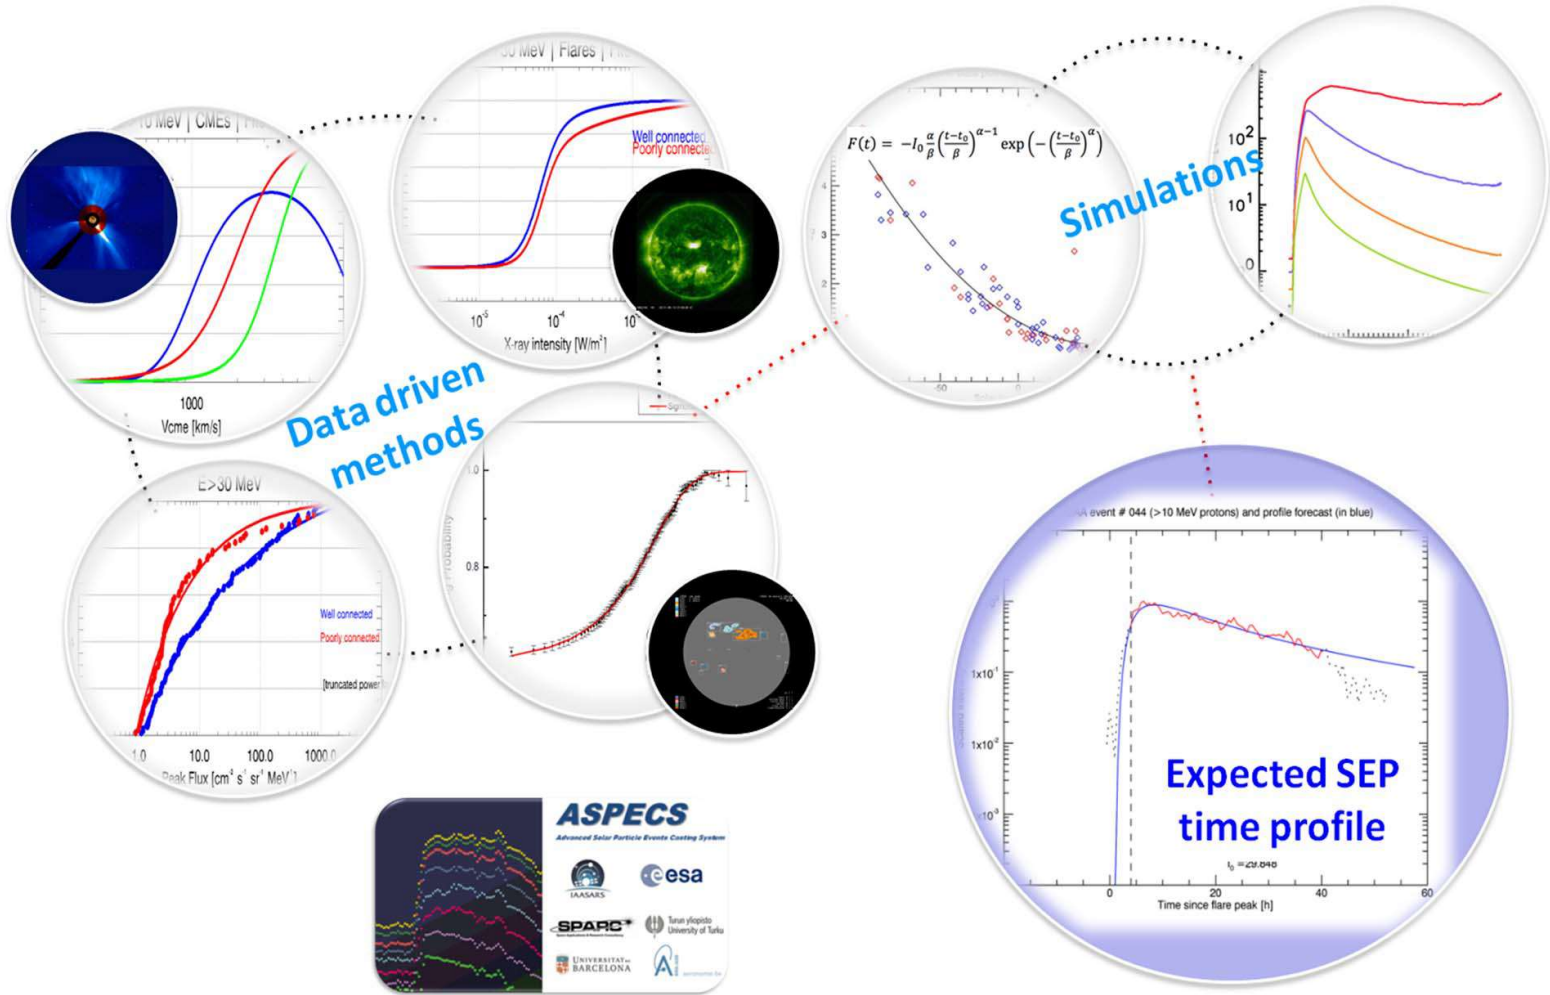 MeV | CMEs |
1000
Vcme [km/s]
MeV | Flares |
Well connected
Poorly connected
10⁻⁵
10⁻⁴
X-ray intensity [W/m²]
Data driven
methods
E>30 MeV
Well connected
Poorly connected
[truncated power
1.0
10.0
100.0
1000.0
Peak Flux [cm⁻² s⁻¹ sr⁻¹ MeV⁻¹]
1.0
0.8
Probability
F(t) = −I₀ α/β ((t−t₀)/β)^(α−1) exp(−((t−t₀)/β)^α)
4
3
2
-50
0
Simulations
10²
10¹
event # 044 (>10 MeV protons) and profile forecast (in blue)
1x10⁻¹
1x10⁻²
Expected SEP
time profile
0
20
40
60
Time since flare peak [h]
ASPECS
Advanced Solar Particle Events Casting System
IAASARS
esa
SPARC
Turun yliopisto
University of Turku
UNIVERSITAT DE
BARCELONA